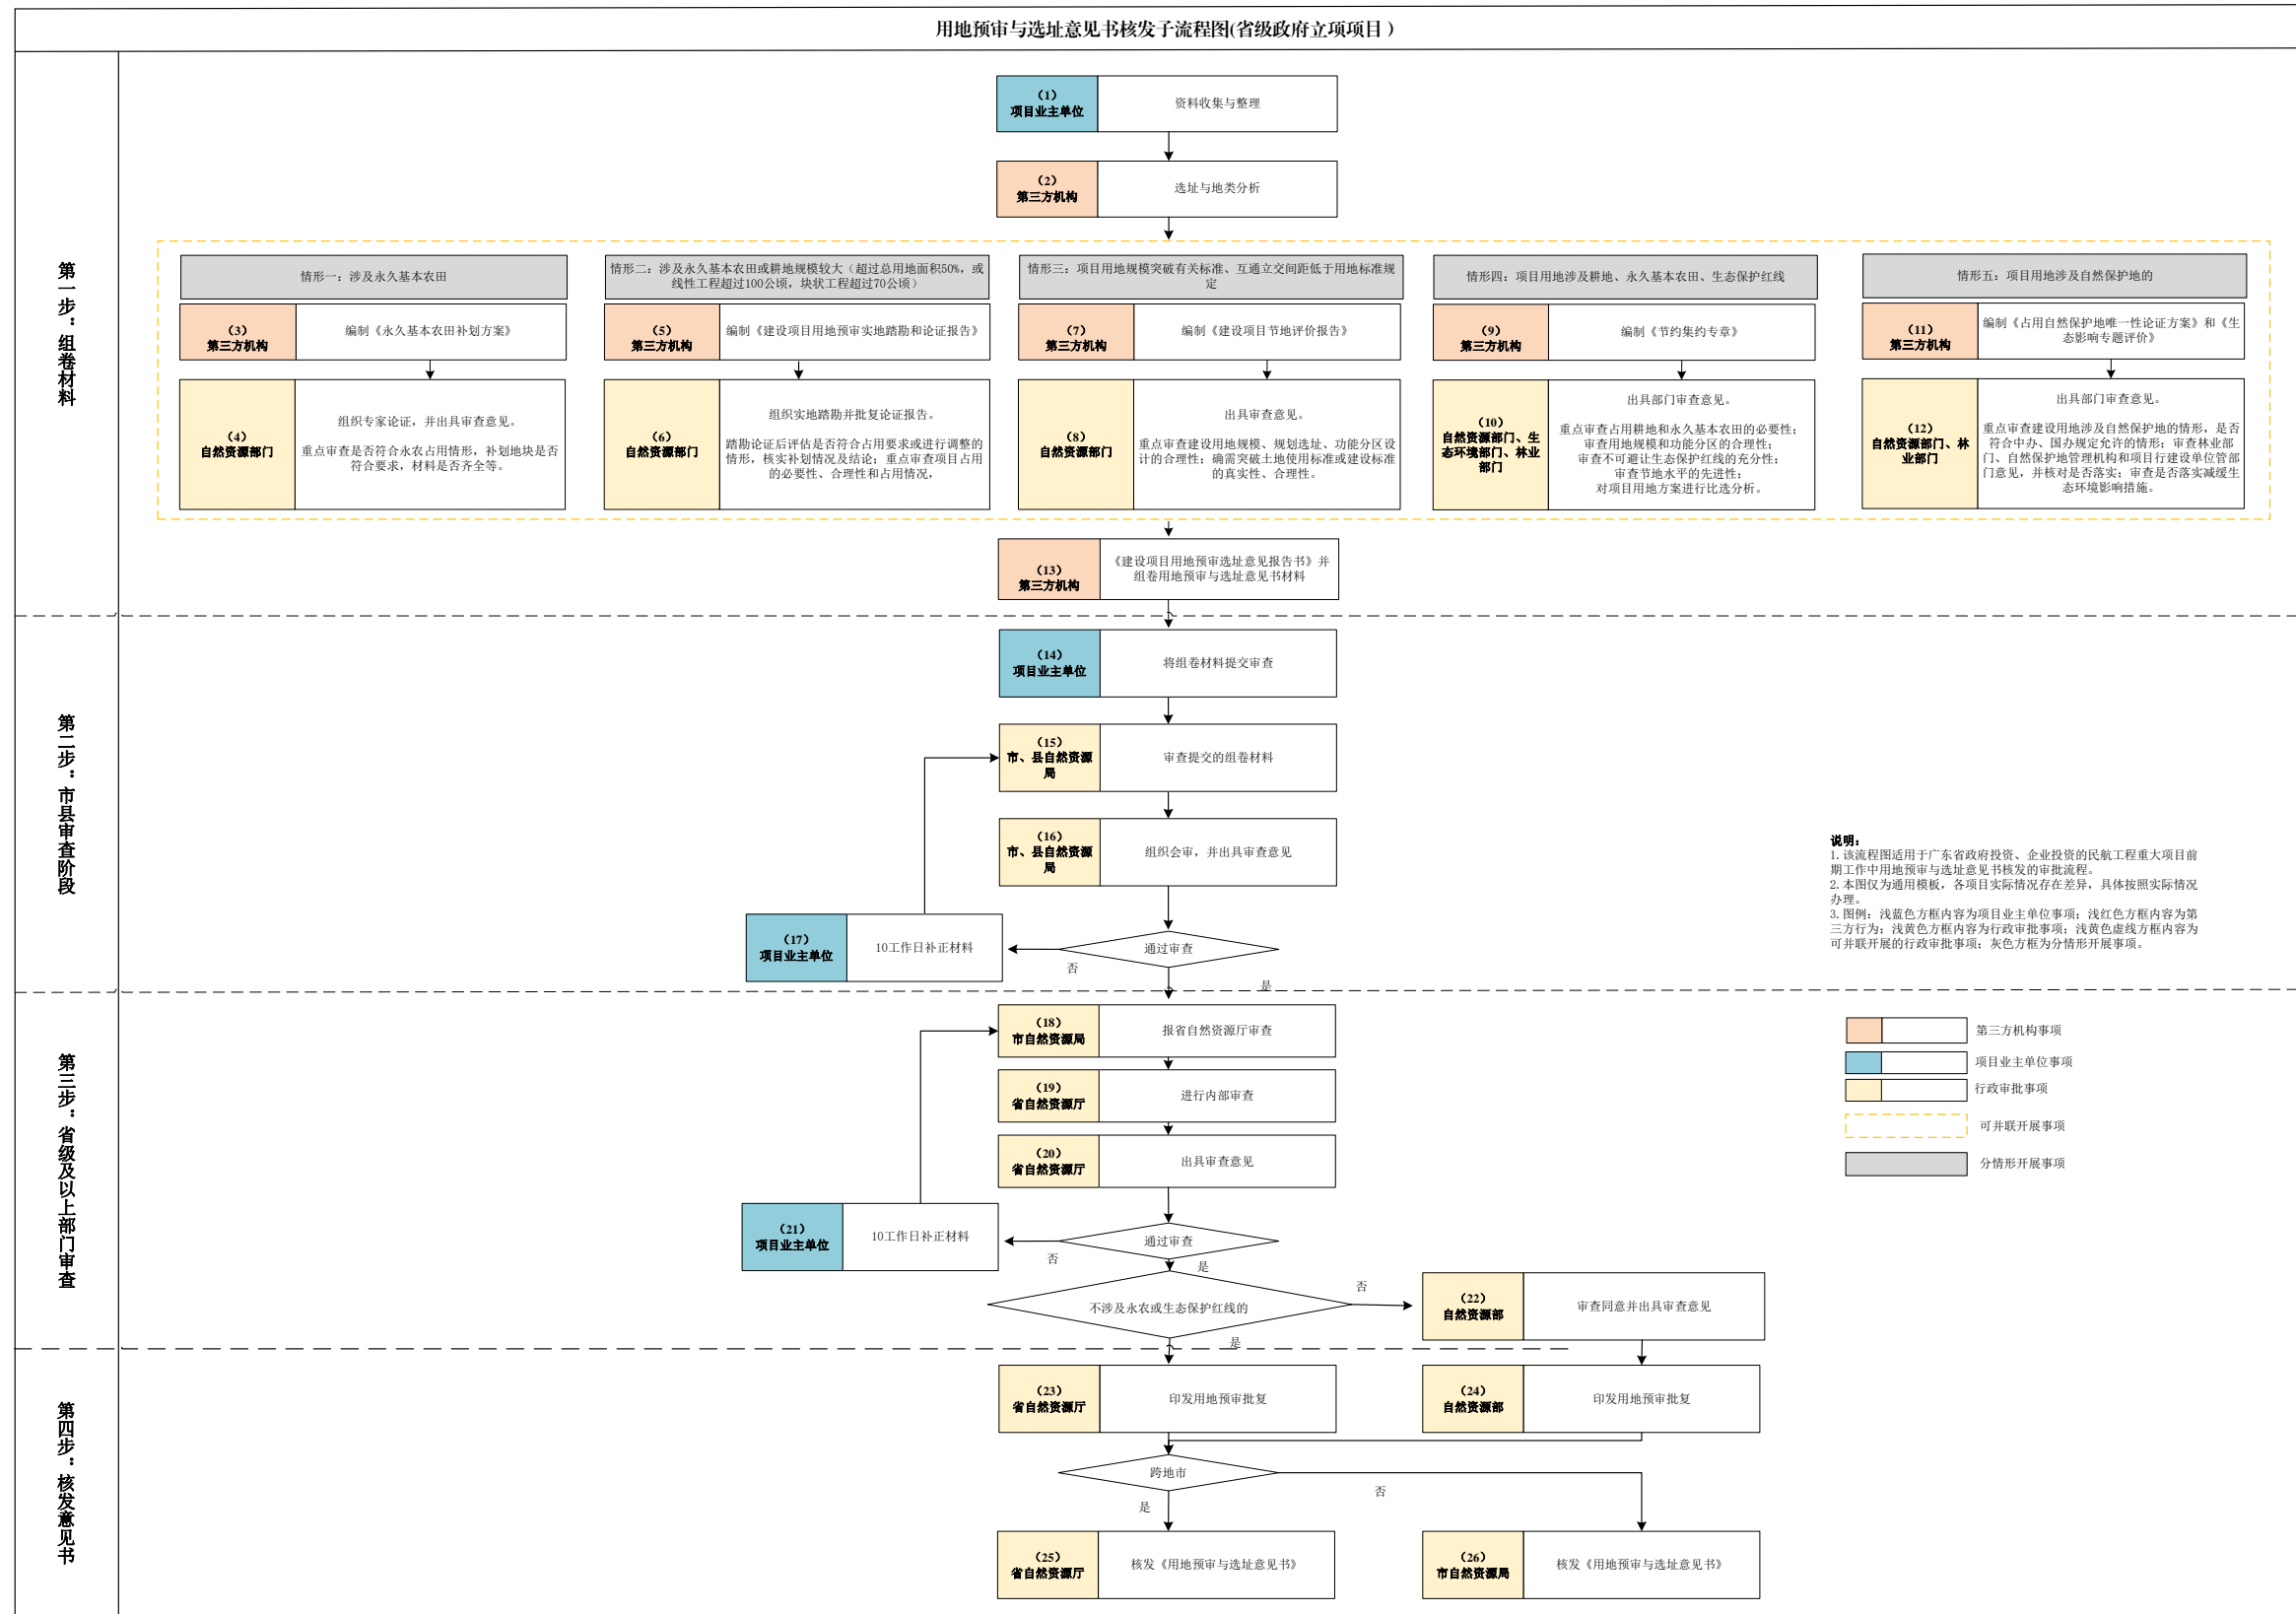 用地预审与选址意见书核发子流程图(省级政府立项项目)
第一步：组卷材料
（1）
项目业主单位
资料收集与整理
（2）
第三方机构
选址与地类分析
情形一：涉及永久基本农田
（3）
第三方机构
编制《永久基本农田补划方案》
（4）
自然资源部门
组织专家论证，并出具审查意见。
重点审查是否符合永农占用情形，补划地块是否
符合要求，材料是否齐全等。
情形二：涉及永久基本农田或耕地规模较大（超过总用地面积50%，或
线性工程超过100公顷，块状工程超过70公顷）
（5）
第三方机构
编制《建设项目用地预审实地踏勘和论证报告》
（6）
自然资源部门
组织实地踏勘并批复论证报告。
踏勘论证后评估是否符合占用要求或进行调整的
情形，核实补划情况及结论；重点审查项目占用
的必要性、合理性和占用情况，
情形三：项目用地规模突破有关标准、互通立交间距低于用地标准规
定
（7）
第三方机构
编制《建设项目节地评价报告》
（8）
自然资源部门
出具审查意见。
重点审查建设用地规模、规划选址、功能分区设
计的合理性；确需突破土地使用标准或建设标准
的真实性、合理性。
情形四：项目用地涉及耕地、永久基本农田、生态保护红线
（9）
第三方机构
编制《节约集约专章》
（10）
自然资源部门、生
态环境部门、林业
部门
出具部门审查意见。
重点审查占用耕地和永久基本农田的必要性；
审查用地规模和功能分区的合理性；
审查不可避让生态保护红线的充分性；
审查节地水平的先进性；
对项目用地方案进行比选分析。
情形五：项目用地涉及自然保护地的
（11）
第三方机构
编制《占用自然保护地唯一性论证方案》和《生
态影响专题评价》
（12）
自然资源部门、林
业部门
出具部门审查意见。
重点审查建设用地涉及自然保护地的情形，是否
符合中办、国办规定允许的情形；审查林业部
门、自然保护地管理机构和项目行建设单位管部
门意见，并核对是否落实；审查是否落实减缓生
态环境影响措施。
（13）
第三方机构
《建设项目用地预审选址意见报告书》并
组卷用地预审与选址意见书材料
第二步：市县审查阶段
（14）
项目业主单位
将组卷材料提交审查
（15）
市、县自然资源
局
审查提交的组卷材料
（16）
市、县自然资源
局
组织会审，并出具审查意见
（17）
项目业主单位
10工作日补正材料
通过审查
否
是
说明：
1.该流程图适用于广东省政府投资、企业投资的民航工程重大项目前
期工作中用地预审与选址意见书核发的审批流程。
2.本图仅为通用模板，各项目实际情况存在差异，具体按照实际情况
办理。
3.图例：浅蓝色方框内容为项目业主单位事项；浅红色方框内容为第
三方行为；浅黄色方框内容为行政审批事项；浅黄色虚线方框内容为
可并联开展的行政审批事项；灰色方框为分情形开展事项。
第三方机构事项
项目业主单位事项
行政审批事项
可并联开展事项
分情形开展事项
第三步：省级及以上部门审查
（18）
市自然资源局
报省自然资源厅审查
（19）
省自然资源厅
进行内部审查
（20）
省自然资源厅
出具审查意见
（21）
项目业主单位
10工作日补正材料
通过审查
否
是
不涉及永农或生态保护红线的
否
是
（22）
自然资源部
审查同意并出具审查意见
第四步：核发意见书
（23）
省自然资源厅
印发用地预审批复
（24）
自然资源部
印发用地预审批复
跨地市
是
否
（25）
省自然资源厅
核发《用地预审与选址意见书》
（26）
市自然资源局
核发《用地预审与选址意见书》